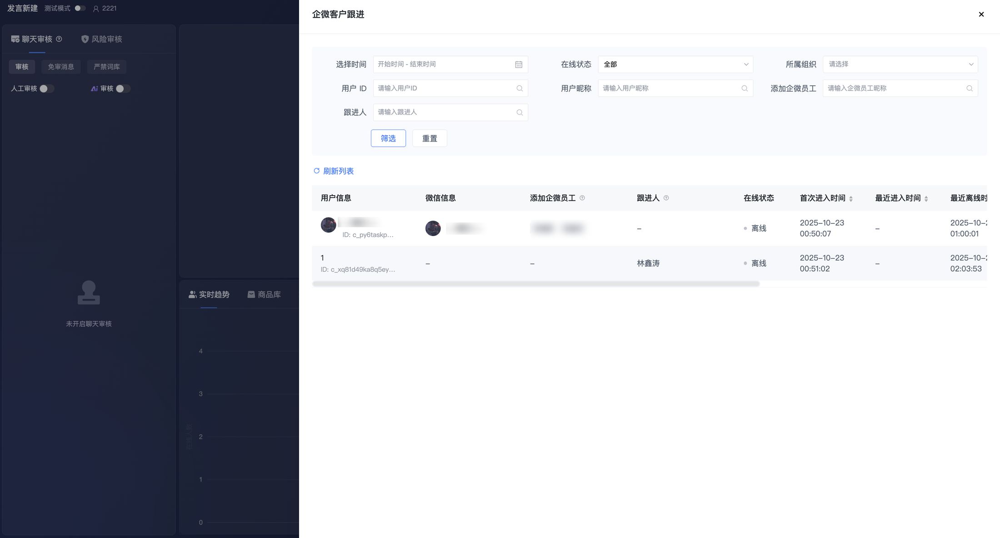 发言新建 测试模式 2221
聊天审核 风险审核
审核 免审消息 严禁词库
人工审核 Ai 审核
未开启聊天审核
实时趋势 商品库
在线人数
4
3
2
1
0
企微客户跟进
选择时间 开始时间 - 结束时间 在线状态 全部 所属组织 请选择
用户 ID 请输入用户ID 用户昵称 请输入用户昵称 添加企微员工 请输入企微员工昵称
跟进人 请输入跟进人
筛选 重置
刷新列表
用户信息 微信信息 添加企微员工 跟进人 在线状态 首次进入时间 最近进入时间 最近离线时
ID: c_py6taskp... – 离线 2025-10-23 00:50:07 – 2025-10-2 01:00:01
1 ID: c_xq81d49ka8q5ey... – – 林鑫涛 离线 2025-10-23 00:51:02 – 2025-10-2 02:03:53